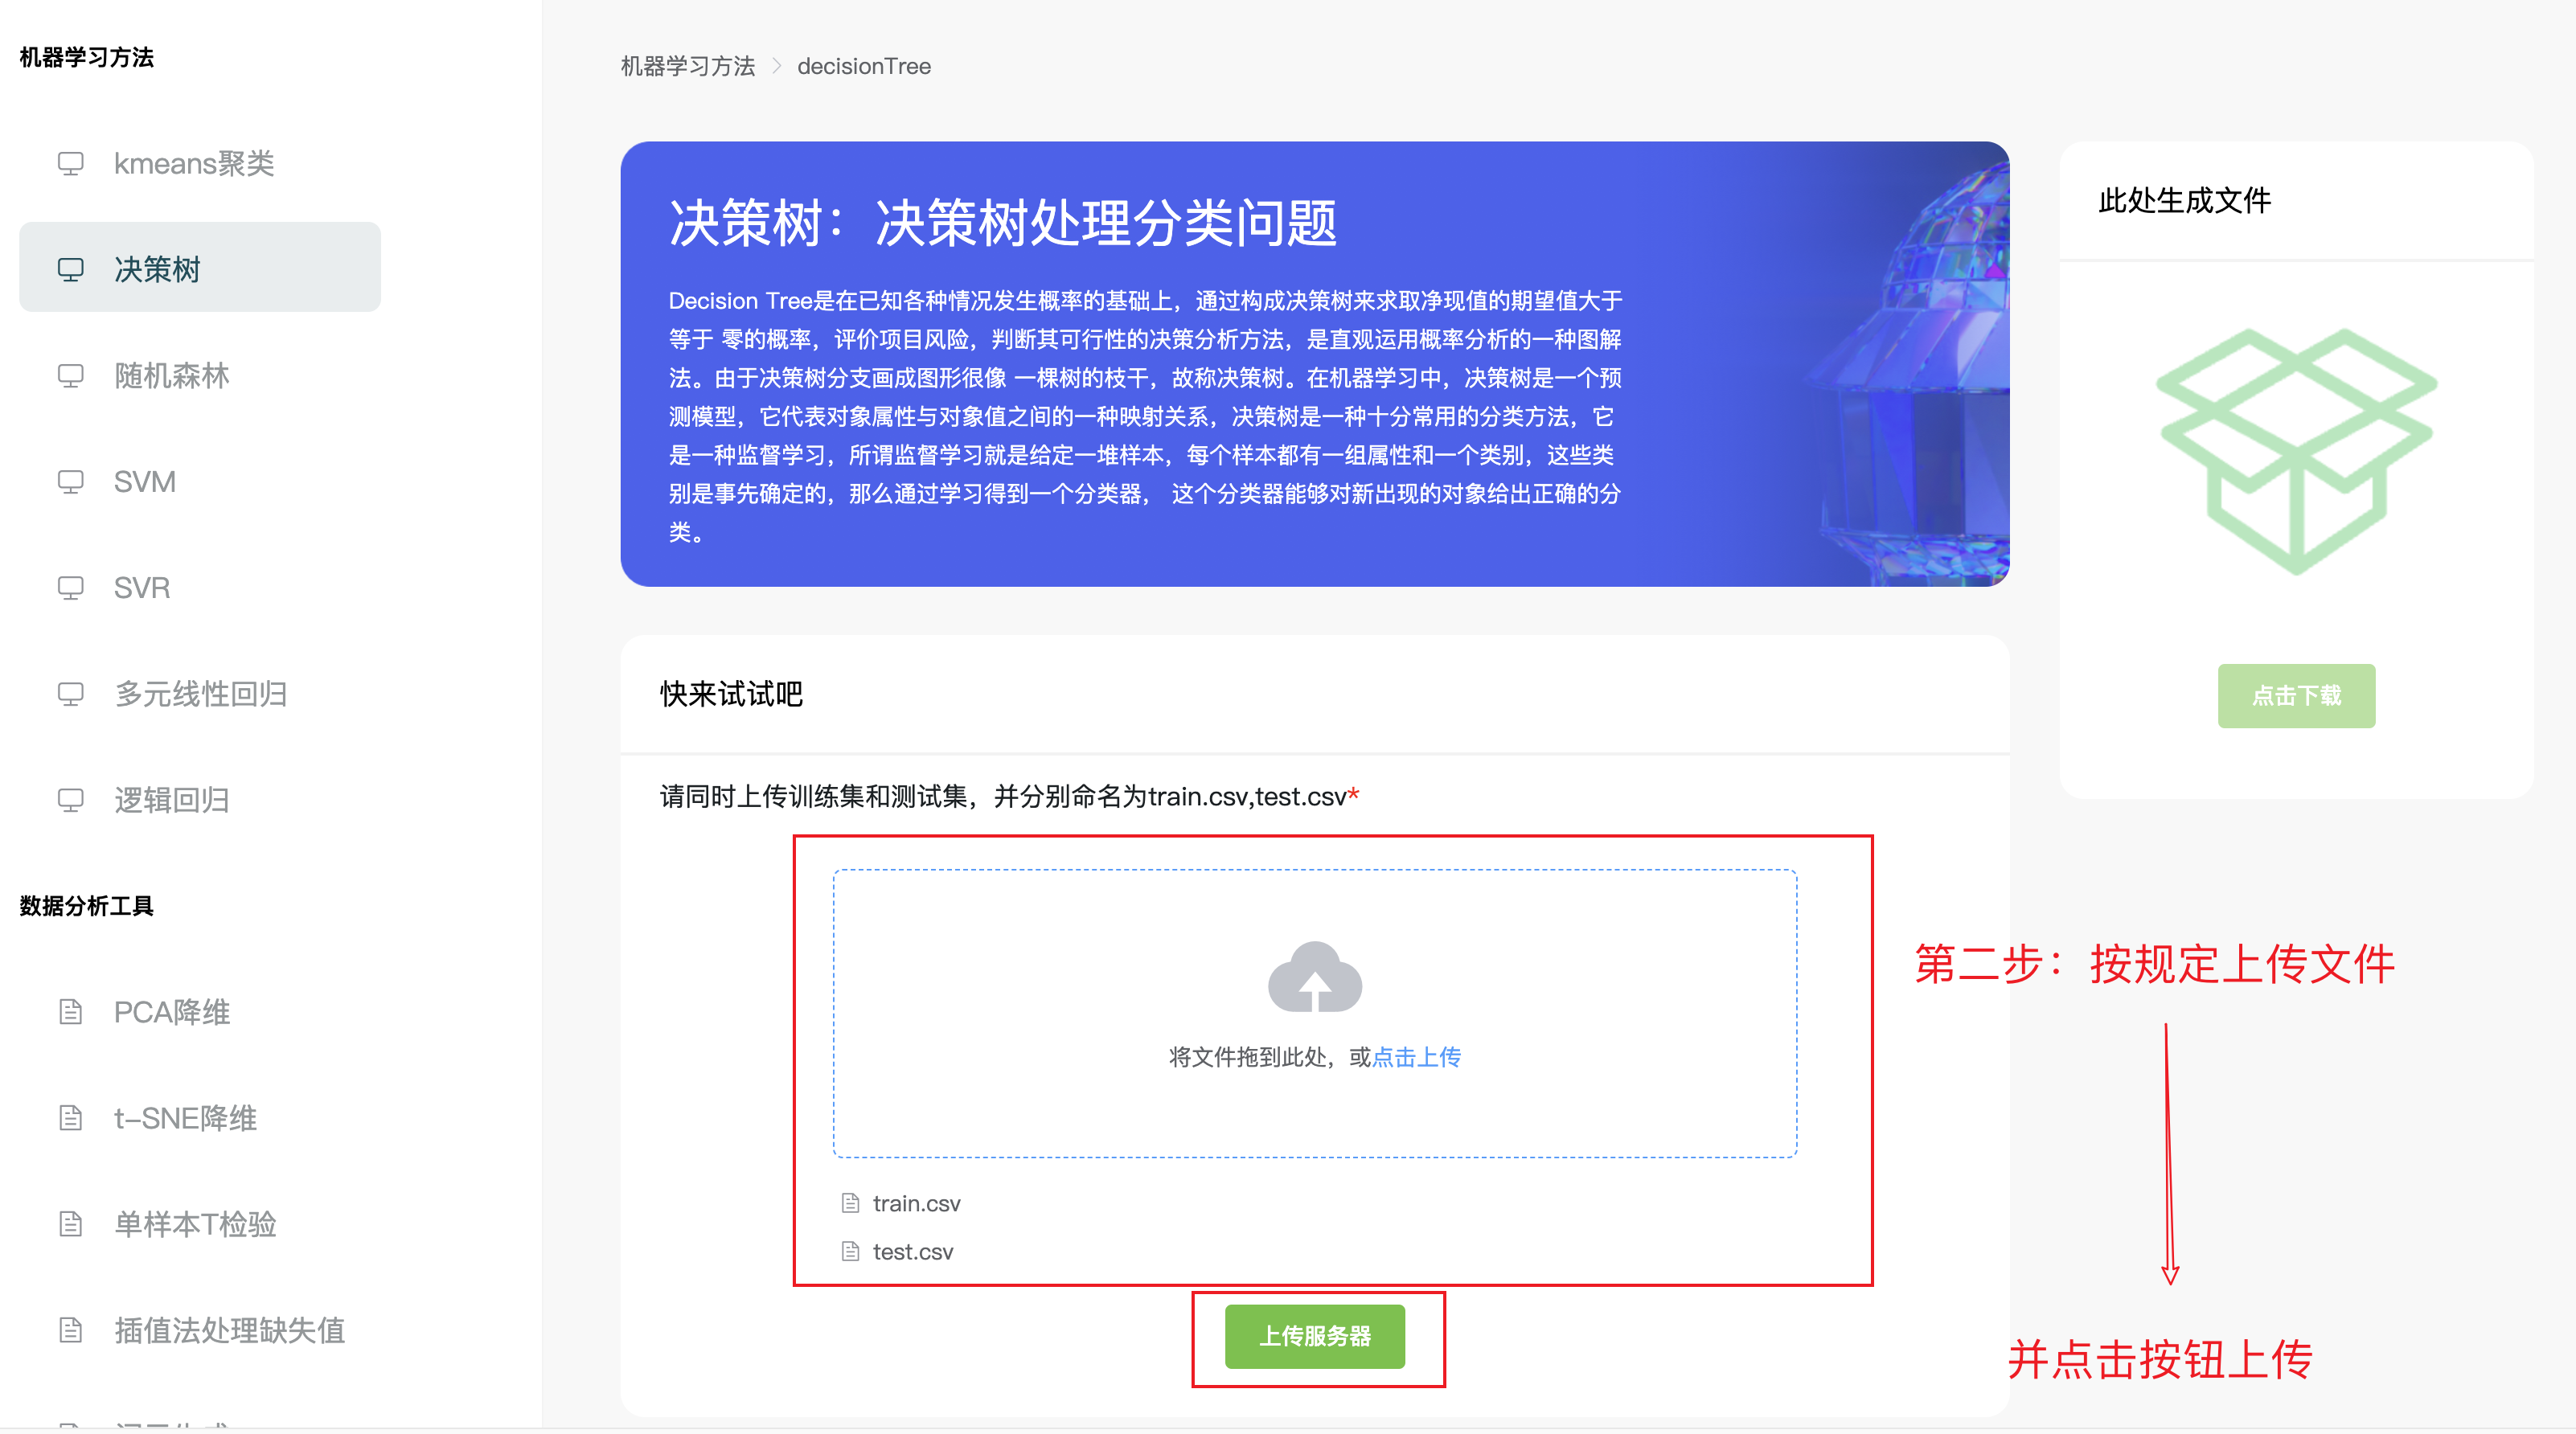 机器学习方法
kmeans聚类
决策树
随机森林
SVM
SVR
多元线性回归
逻辑回归
数据分析工具
PCA降维
t-SNE降维
单样本T检验
插值法处理缺失值
机器学习方法 > decisionTree
决策树：决策树处理分类问题
Decision Tree是在已知各种情况发生概率的基础上，通过构成决策树来求取净现值的期望值大于
等于 零的概率，评价项目风险，判断其可行性的决策分析方法，是直观运用概率分析的一种图解
法。由于决策树分支画成图形很像 一棵树的枝干，故称决策树。在机器学习中，决策树是一个预
测模型，它代表对象属性与对象值之间的一种映射关系，决策树是一种十分常用的分类方法，它
是一种监督学习，所谓监督学习就是给定一堆样本，每个样本都有一组属性和一个类别，这些类
别是事先确定的，那么通过学习得到一个分类器， 这个分类器能够对新出现的对象给出正确的分
类。
此处生成文件
点击下载
快来试试吧
请同时上传训练集和测试集，并分别命名为train.csv,test.csv*
将文件拖到此处，或点击上传
train.csv
test.csv
上传服务器
第二步：按规定上传文件
并点击按钮上传